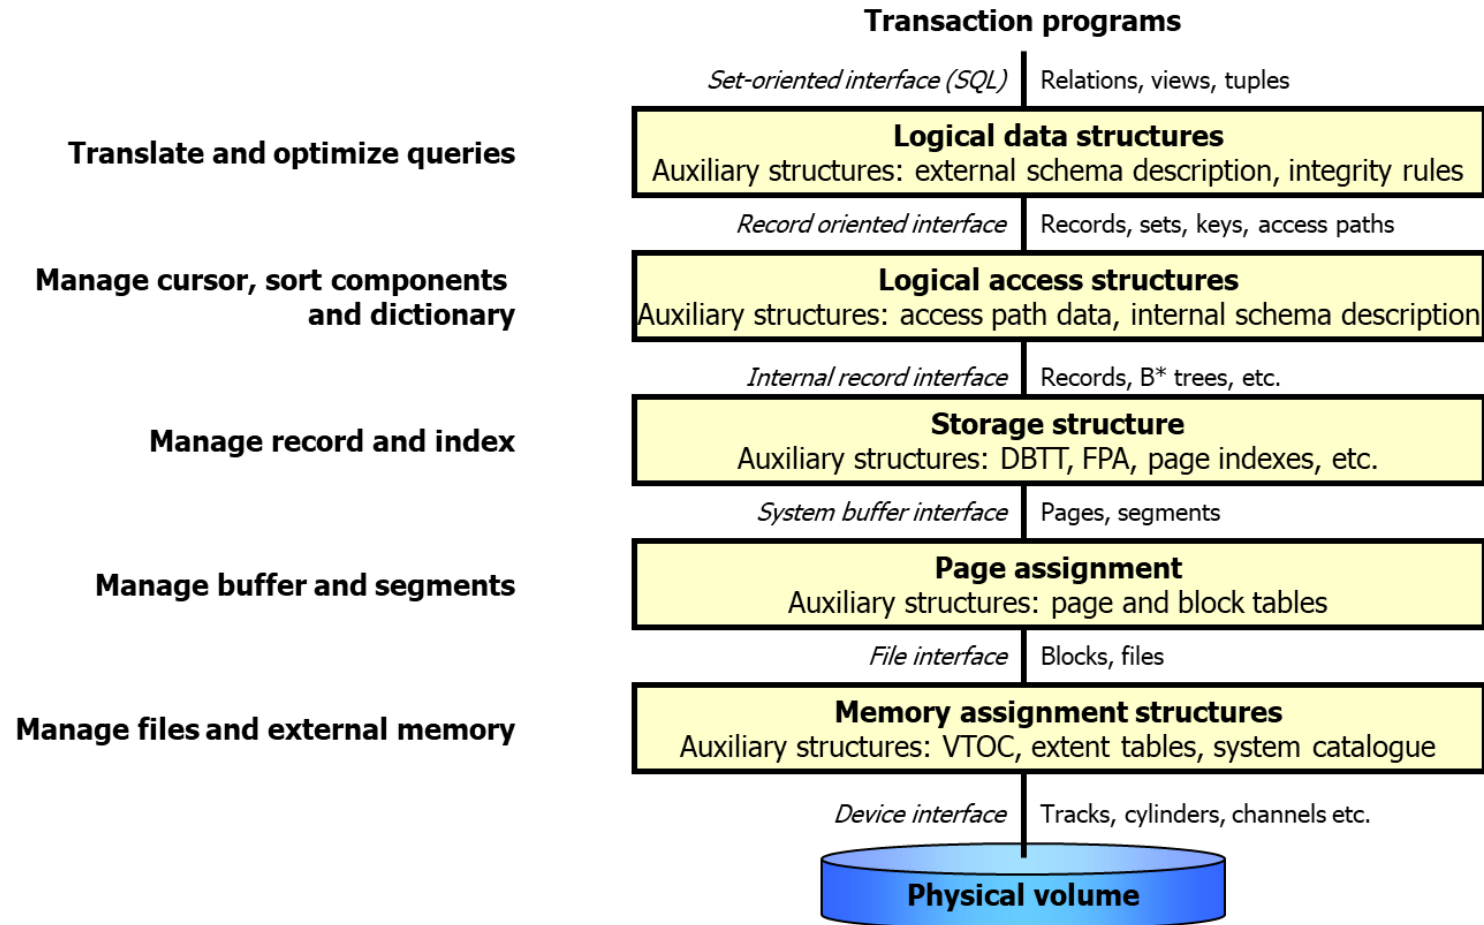 Transaction programs
Set-oriented interface (SQL) Relations, views, tuples
Translate and optimize queries
Logical data structures
Auxiliary structures: external schema description, integrity rules
Record oriented interface Records, sets, keys, access paths
Manage cursor, sort components
and dictionary
Logical access structures
Auxiliary structures: access path data, internal schema description
Internal record interface Records, B* trees, etc.
Manage record and index
Storage structure
Auxiliary structures: DBTT, FPA, page indexes, etc.
System buffer interface Pages, segments
Manage buffer and segments
Page assignment
Auxiliary structures: page and block tables
File interface Blocks, files
Manage files and external memory
Memory assignment structures
Auxiliary structures: VTOC, extent tables, system catalogue
Device interface Tracks, cylinders, channels etc.
Physical volume